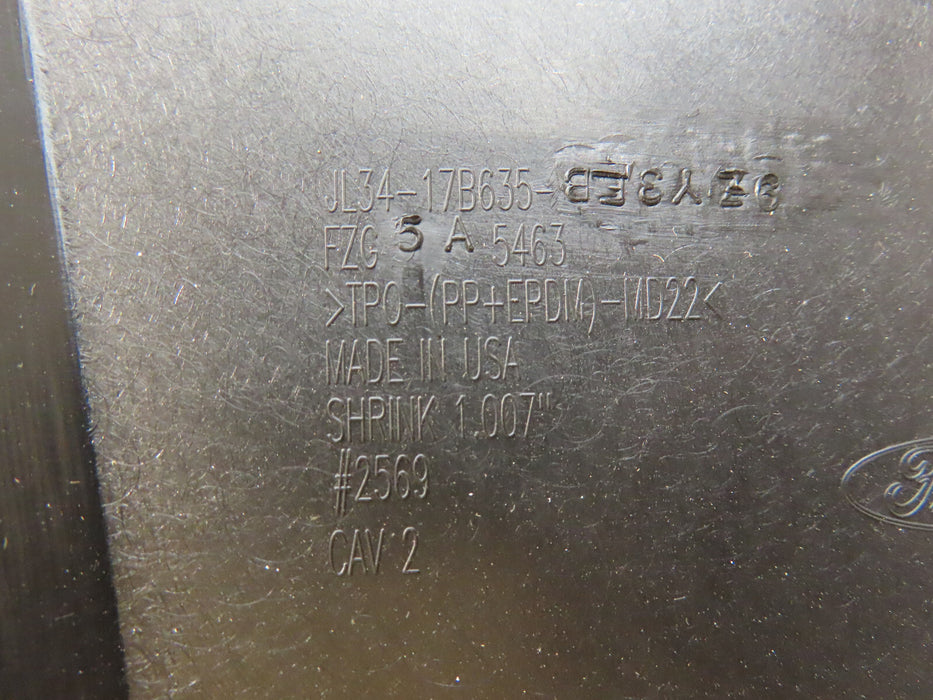 JL34-17B635-
FZG 5 A 5463
>TPO-(PP+EPDM)-MD22<
MADE IN USA
SHRINK 1.007"
#2569
CAV 2